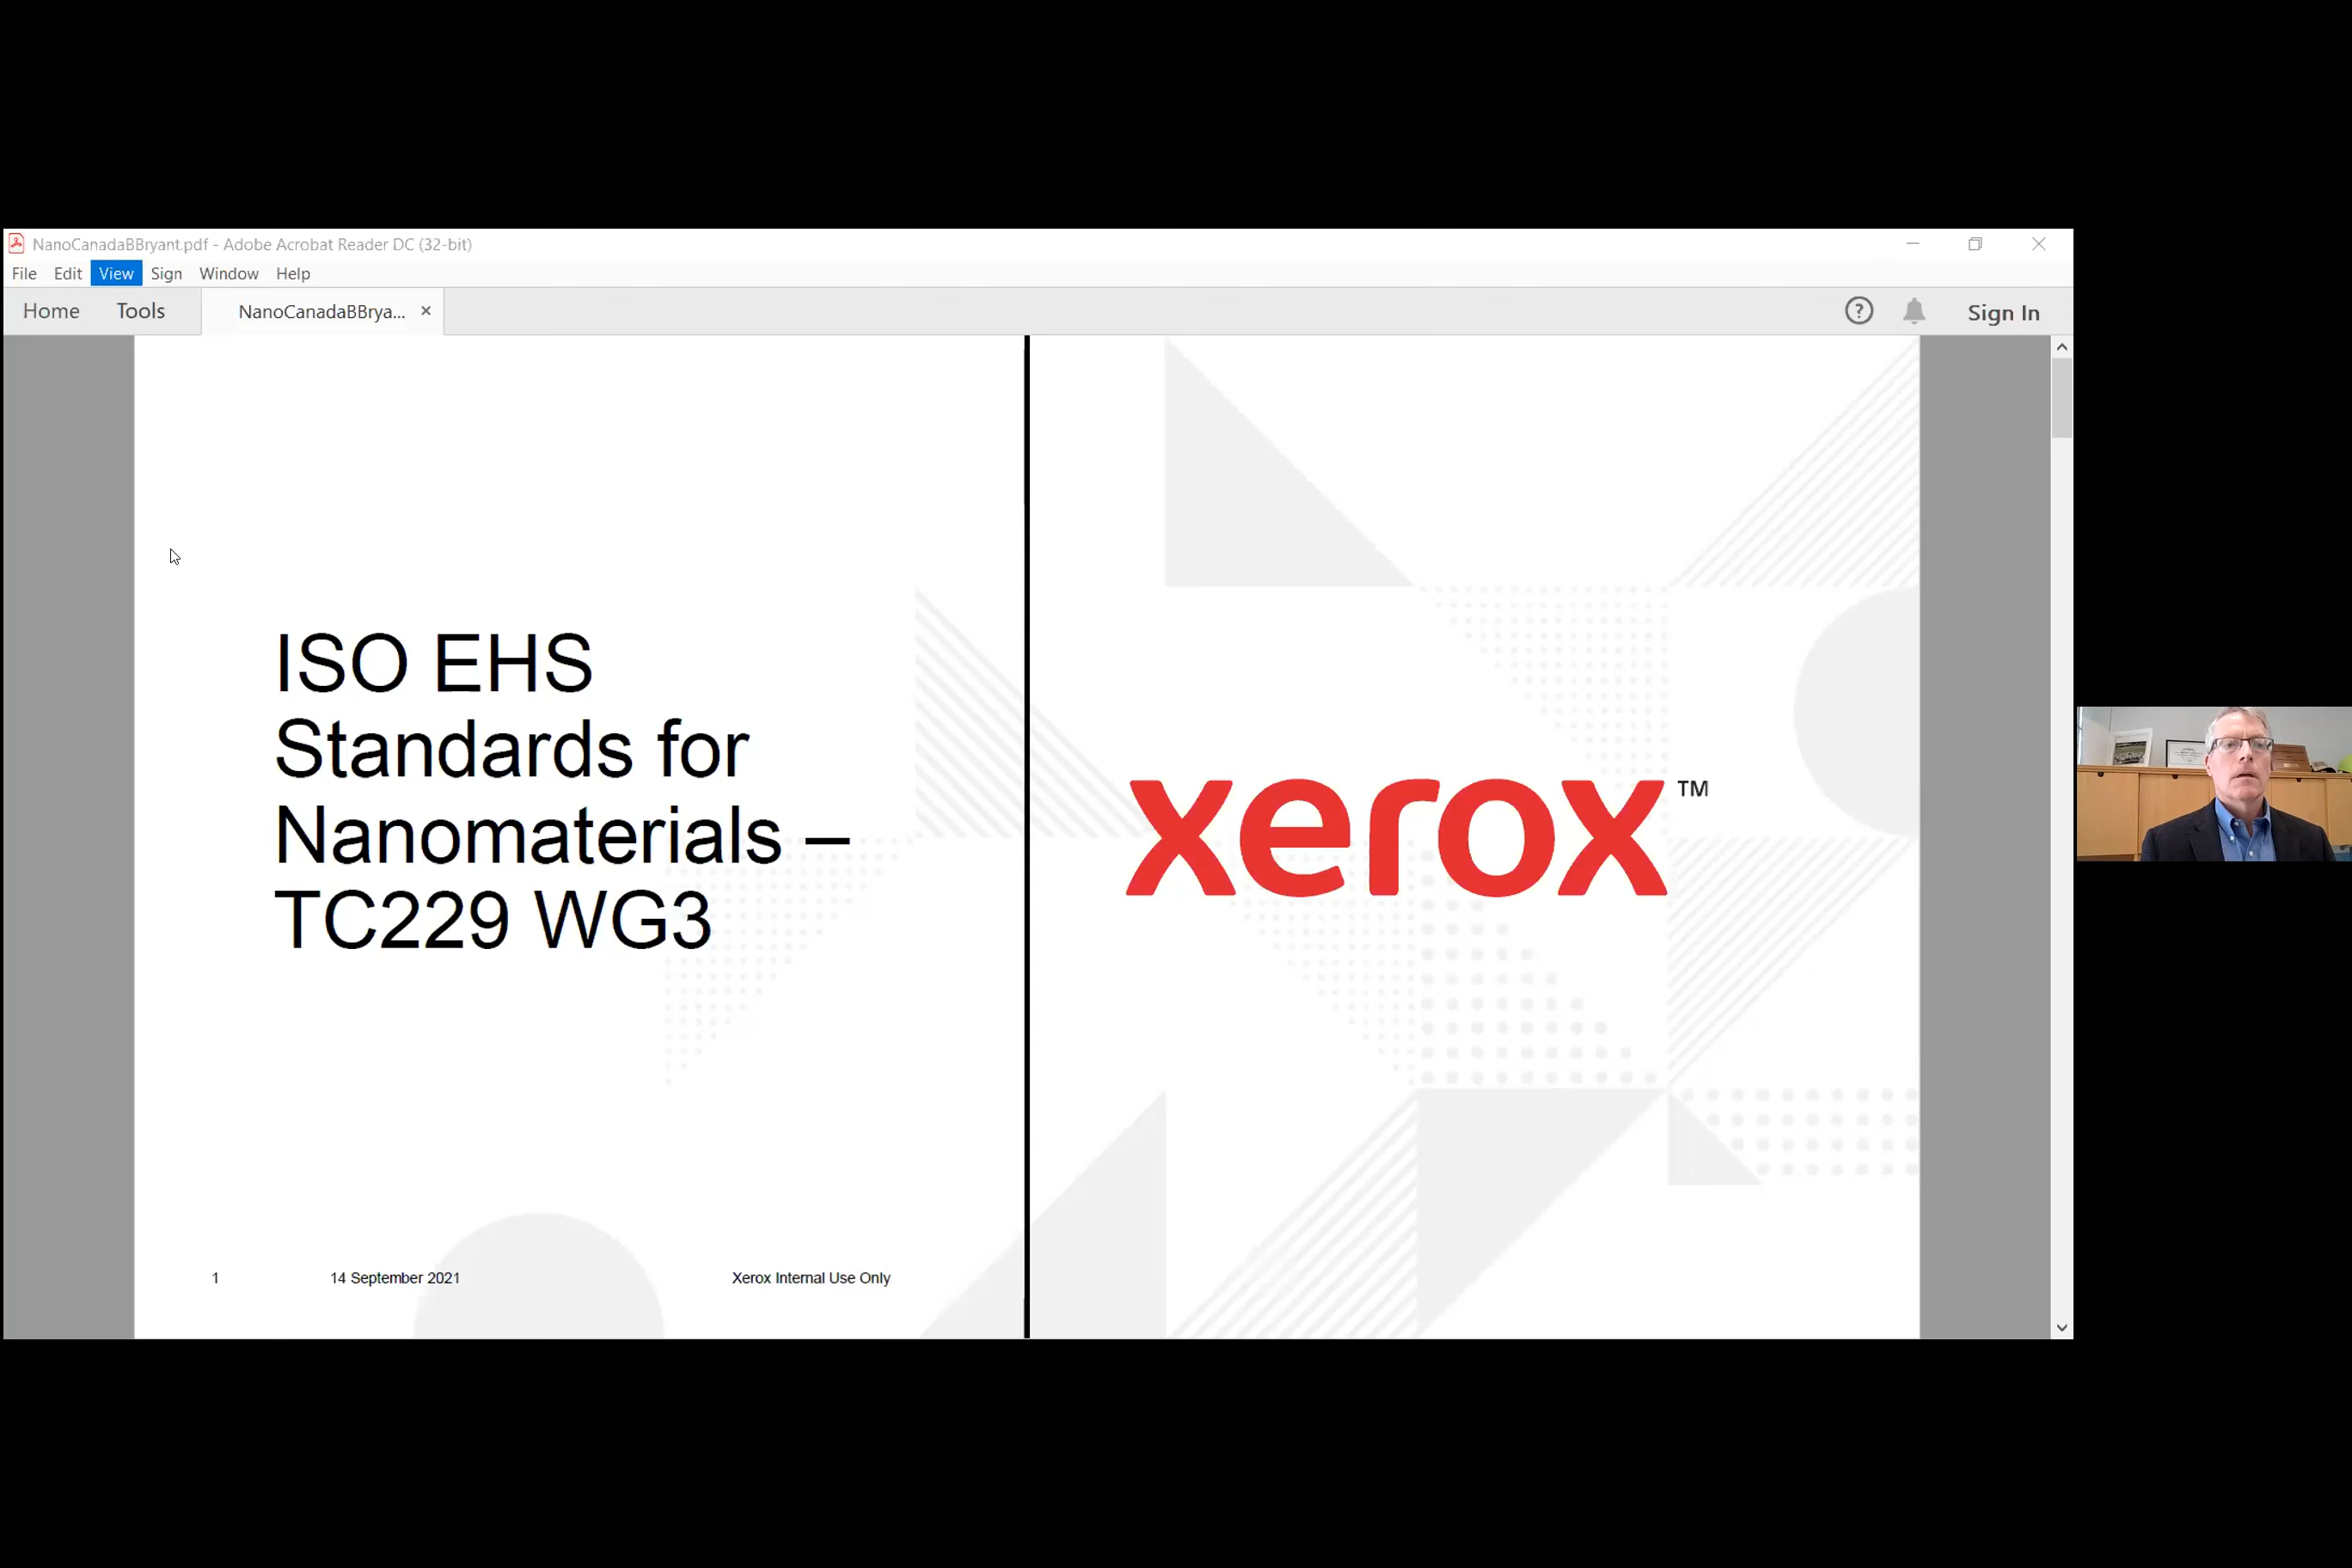 NanoCanadaBBryant.pdf - Adobe Acrobat Reader DC (32-bit)
File Edit View Sign Window Help
Home Tools NanoCanadaBBrya... × ? Sign In
ISO EHS
Standards for
Nanomaterials –
TC229 WG3
xerox™
1 14 September 2021 Xerox Internal Use Only